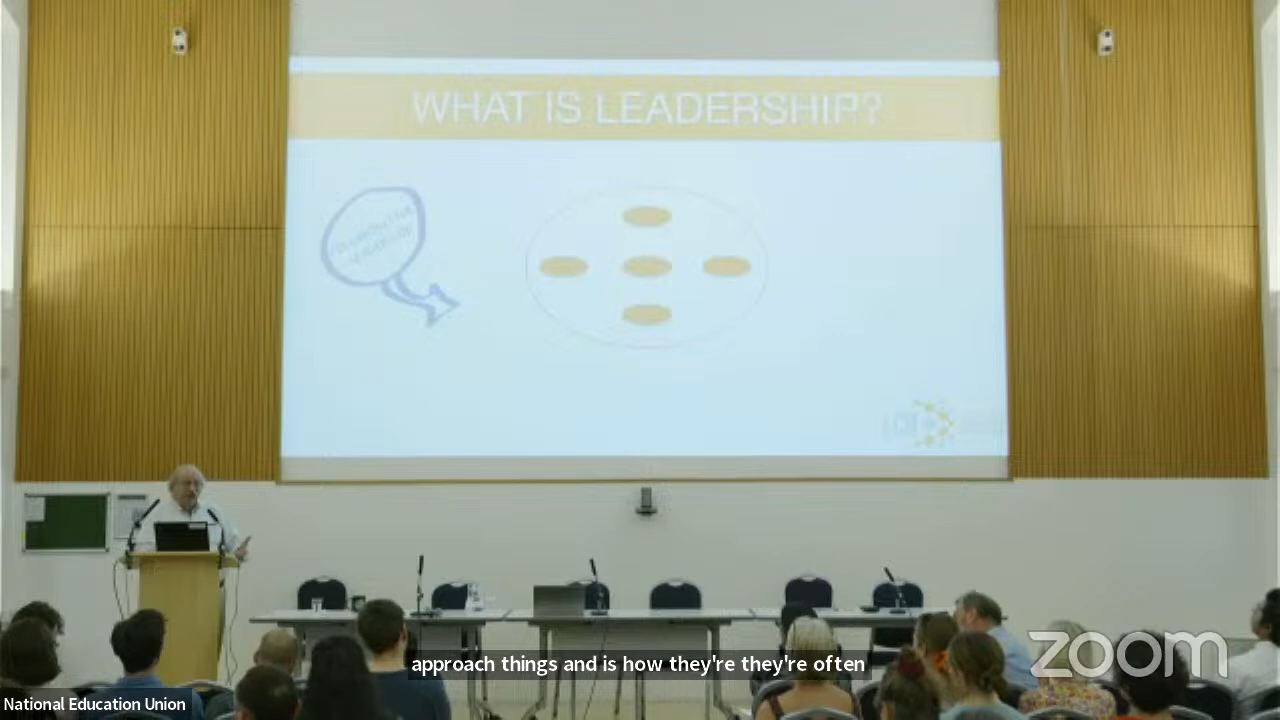 WHAT IS LEADERSHIP?
approach things and is how they're they're often
zoom
National Education Union